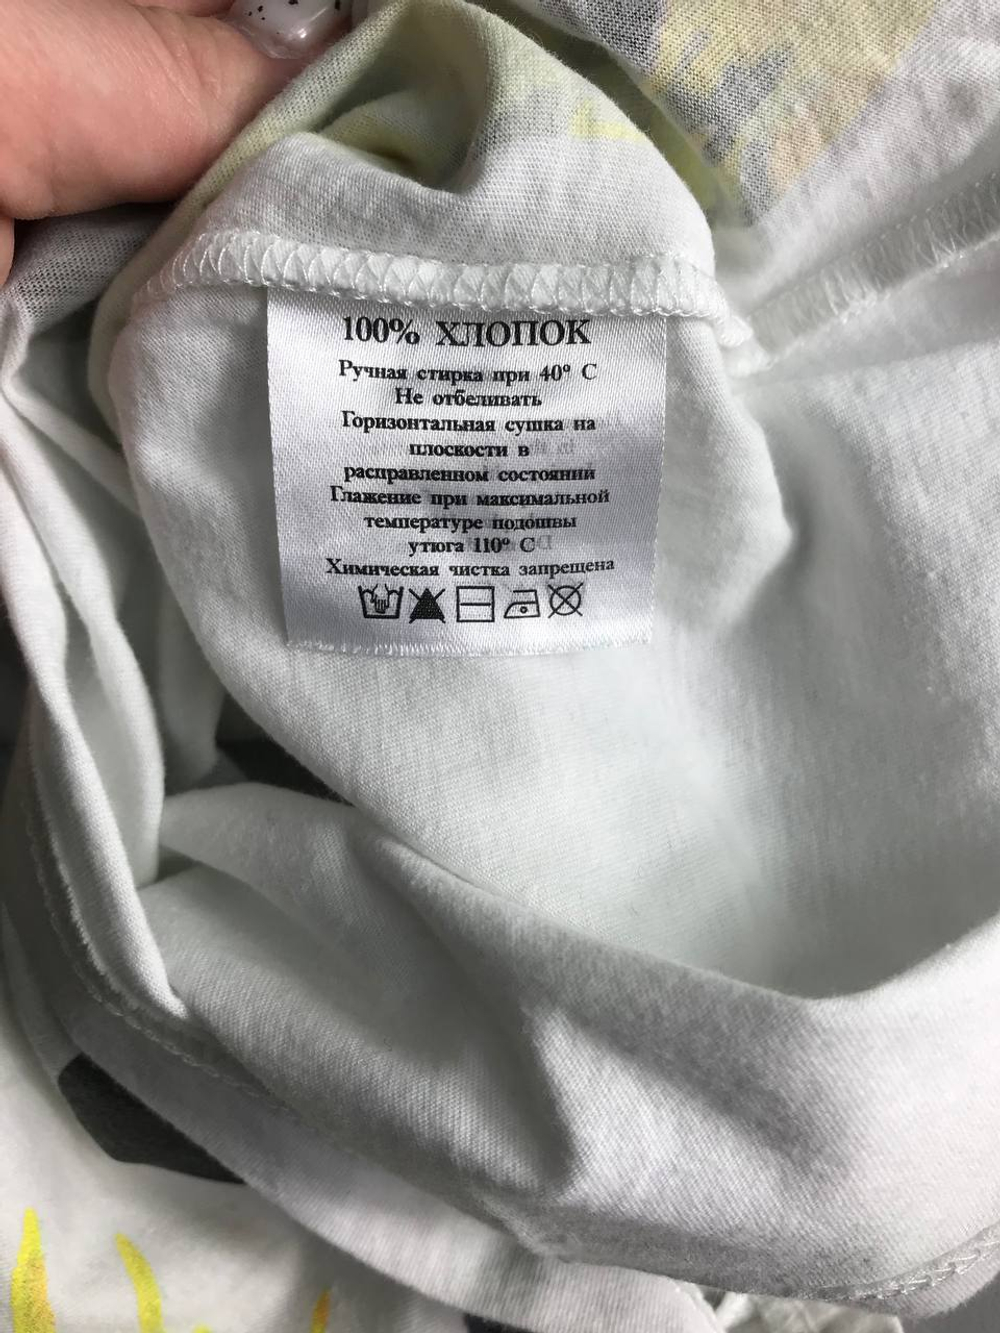 100% ХЛОПОК
Ручная стирка при 40° С
Не отбеливать
Горизонтальная сушка на
плоскости в
расправленном состоянии
Глажение при максимальной
температуре подошвы
утюга 110° С
Химическая чистка запрещена